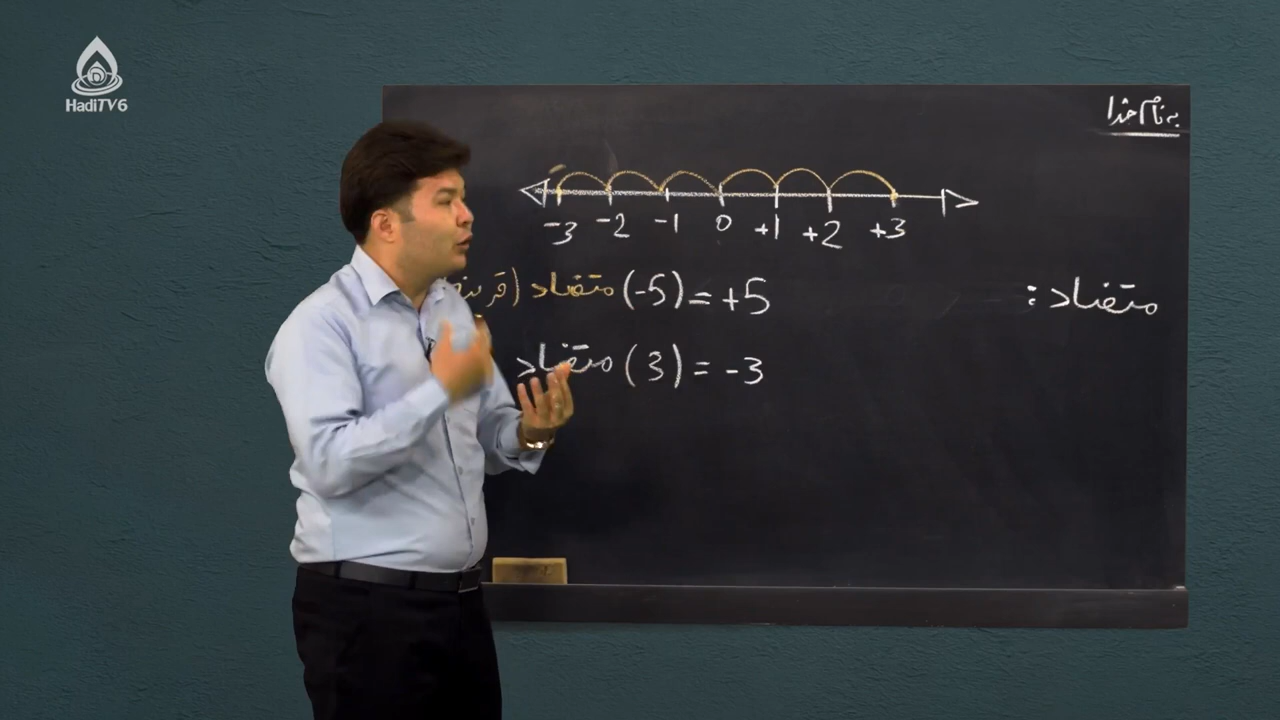 HadiTV6
به نام خدا
-3 -2 -1 0 +1 +2 +3
متضاد :
متضاد (-5) = +5
متضاد (3) = -3